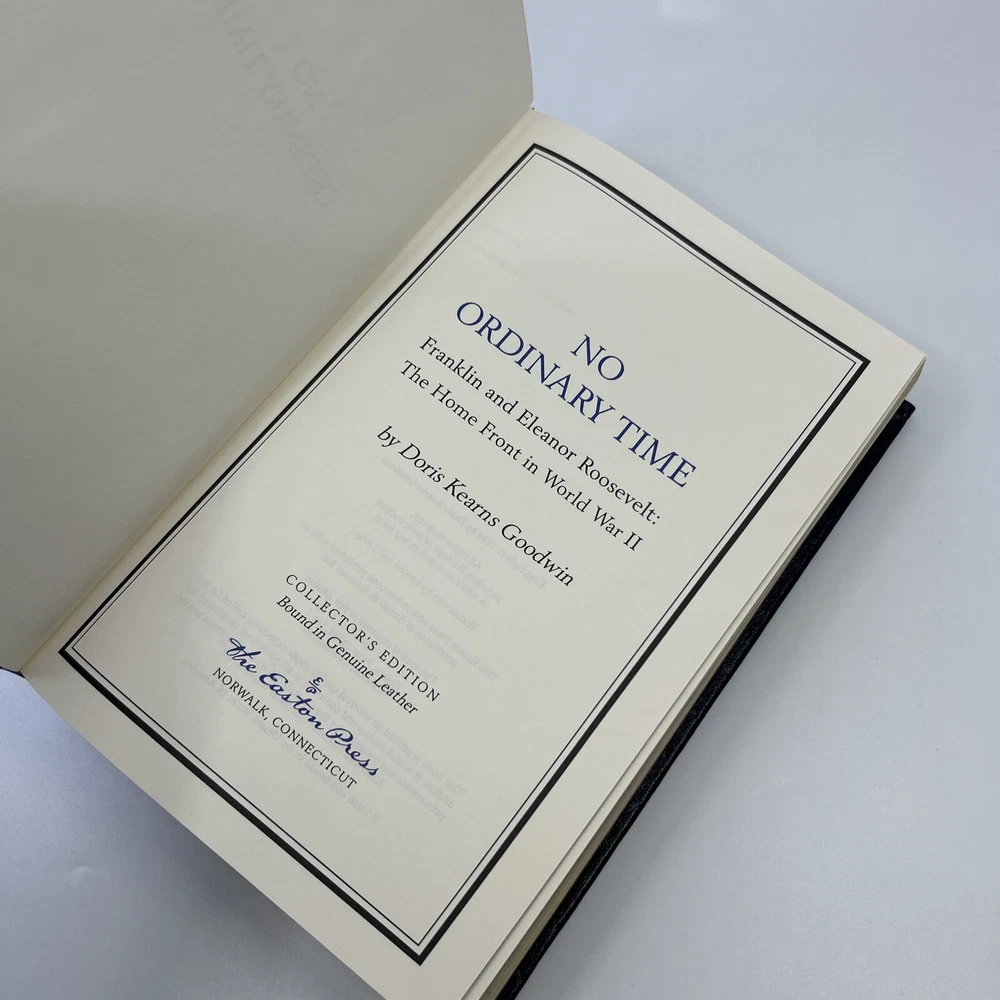 NO
ORDINARY TIME
Franklin and Eleanor Roosevelt:
The Home Front in World War II
by Doris Kearns Goodwin
COLLECTOR'S EDITION
Bound in Genuine Leather
The Easton Press
NORWALK, CONNECTICUT